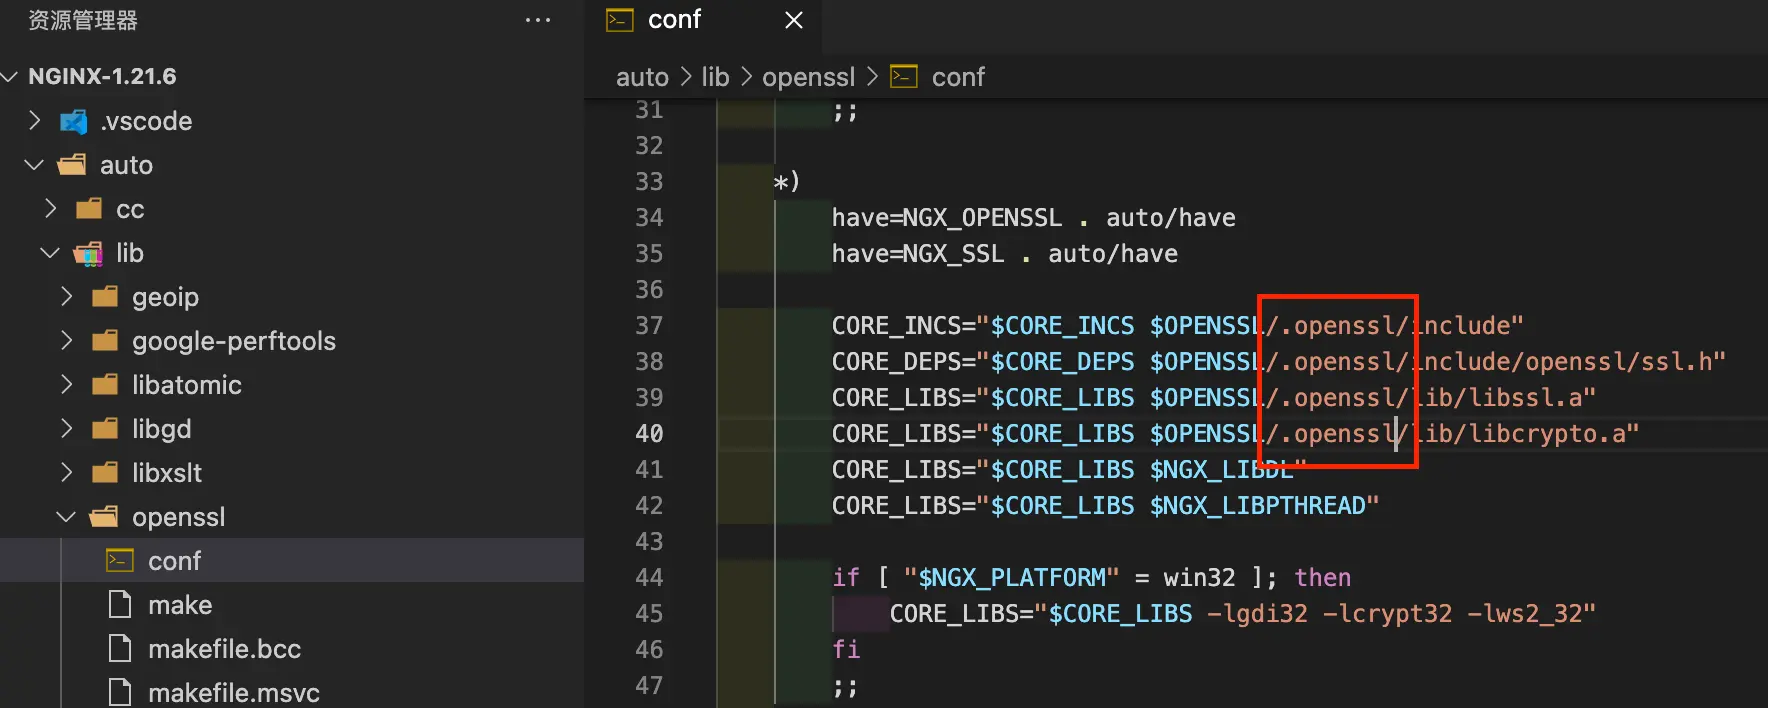 资源管理器
...
NGINX-1.21.6
.vscode
auto
cc
lib
geoip
google-perftools
libatomic
libgd
libxslt
openssl
conf
make
makefile.bcc
makefile.msvc
conf
auto > lib > openssl > conf
31 ;;
32
33 *)
34 have=NGX_OPENSSL . auto/have
35 have=NGX_SSL . auto/have
36
37 CORE_INCS="$CORE_INCS $OPENSSL/.openssl/include"
38 CORE_DEPS="$CORE_DEPS $OPENSSL/.openssl/include/openssl/ssl.h"
39 CORE_LIBS="$CORE_LIBS $OPENSSL/.openssl/lib/libssl.a"
40 CORE_LIBS="$CORE_LIBS $OPENSSL/.openssl/lib/libcrypto.a"
41 CORE_LIBS="$CORE_LIBS $NGX_LIBDL"
42 CORE_LIBS="$CORE_LIBS $NGX_LIBPTHREAD"
43
44 if [ "$NGX_PLATFORM" = win32 ]; then
45 CORE_LIBS="$CORE_LIBS -lgdi32 -lcrypt32 -lws2_32"
46 fi
47 ;;